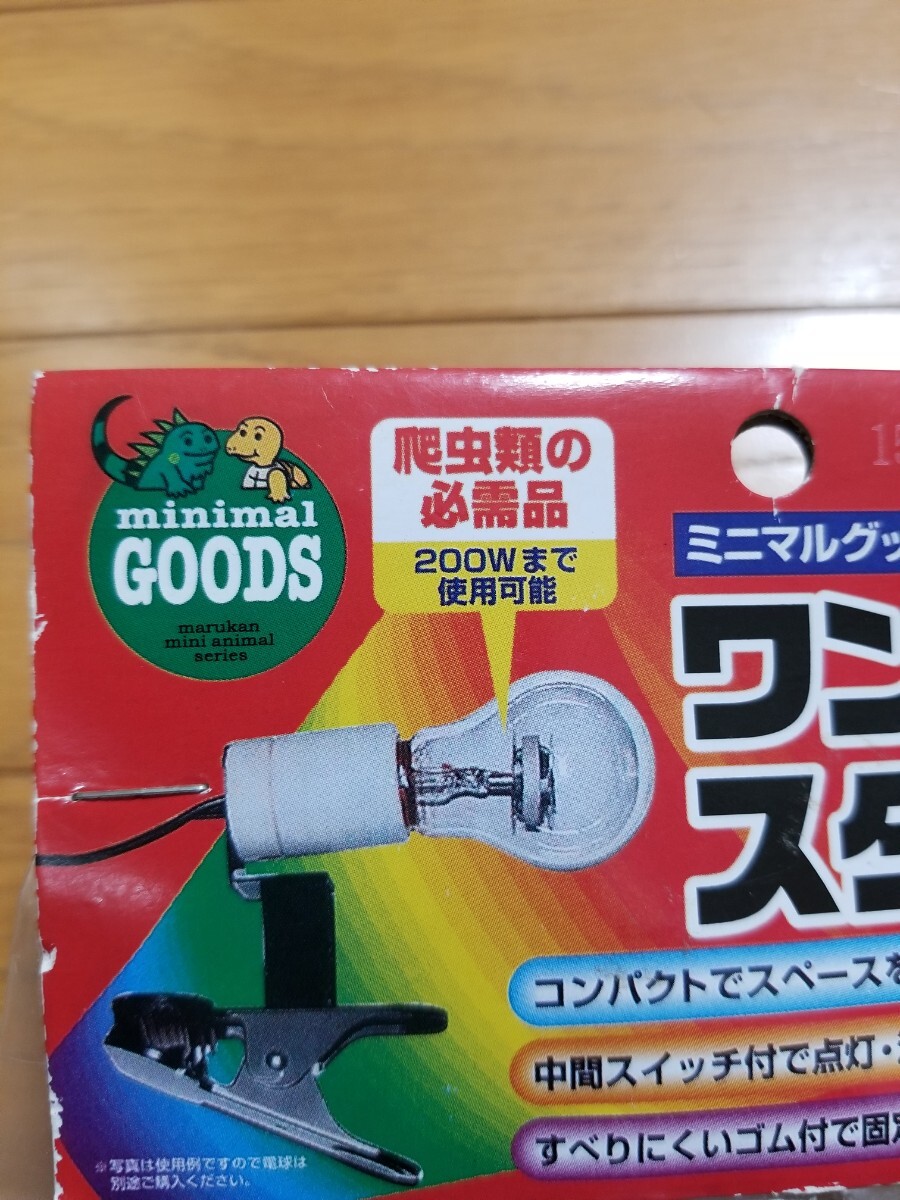 minimal
GOODS
marukan
mini animal
series
爬虫類の
必需品
200Wまで
使用可能
15
ミニマルグッ
ワン
スタ
コンパクトでスペースを
中間スイッチ付で点灯・
すべりにくいゴム付で固定
※写真は使用例ですので電球は
別途ご購入ください。